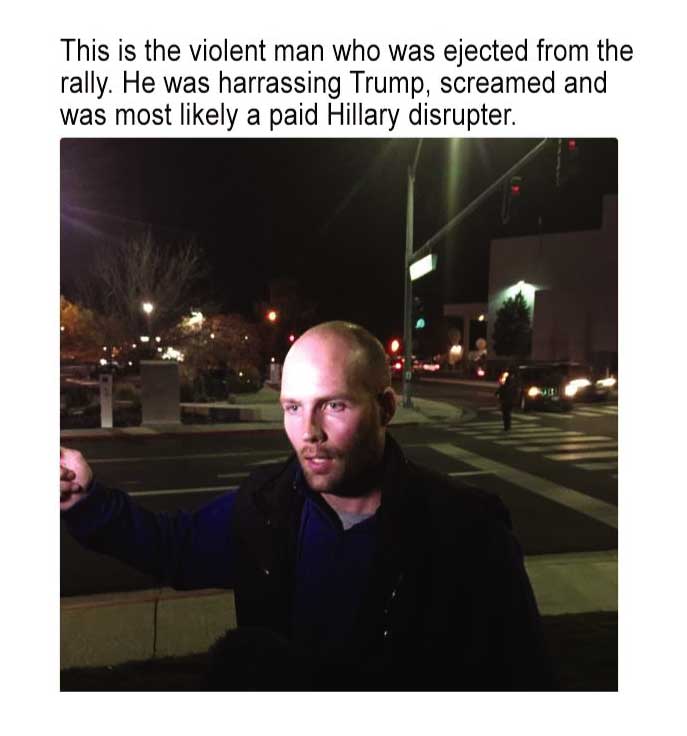 This is the violent man who was ejected from the
rally. He was harrassing Trump, screamed and
was most likely a paid Hillary disrupter.